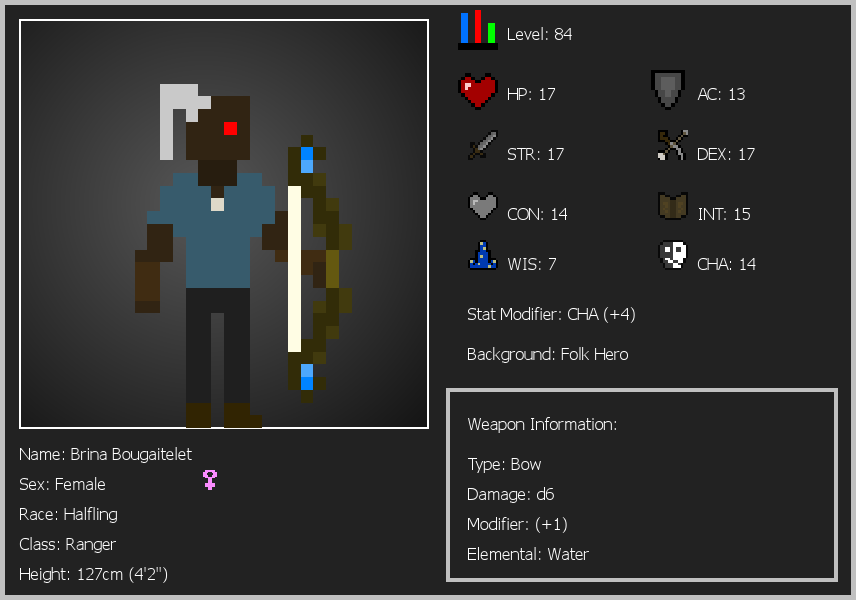 Level: 84
HP: 17
AC: 13
STR: 17
DEX: 17
CON: 14
INT: 15
WIS: 7
CHA: 14
Stat Modifier: CHA (+4)
Background: Folk Hero
Weapon Information:
Type: Bow
Damage: d6
Modifier: (+1)
Elemental: Water
Name: Brina Bougaitelet
Sex: Female
Race: Halfling
Class: Ranger
Height: 127cm (4'2")